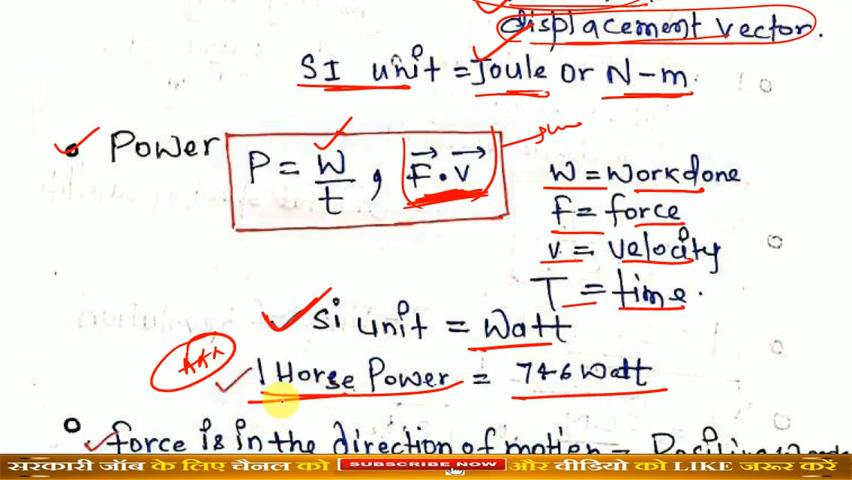 displacement vector.
SI unit = Joule or N-m
Power P = W/t , F⃗.v⃗
W = Workdone
f = force
v = velocity
T = time.
Si unit = Watt
1 Horse Power = 746 Watt
force is in the direction of motion =
सरकारी जॉब के लिए चैनल को SUBSCRIBE NOW और वीडियो को LIKE जरूर करें